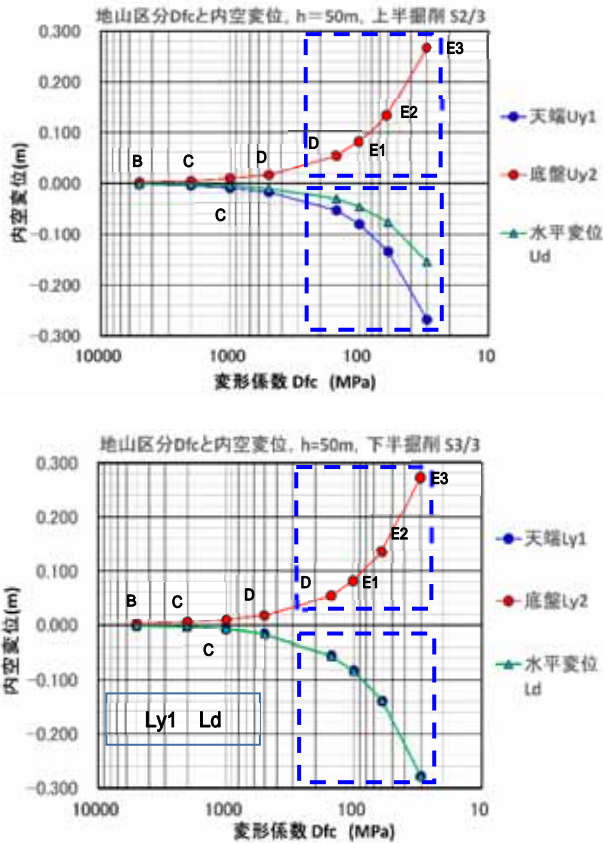 地山区分Dfcと内空変位，h＝50m，上半掘削 S2/3
0.300
0.200
0.100
0.000
−0.100
−0.200
−0.300
内空変位(m)
B
C
C
D
D
E1
E2
E3
天端Uy1
底盤Uy2
水平変位
Ud
10000
1000
100
10
変形係数 Dfc (MPa)
地山区分Dfcと内空変位，h=50m，下半掘削 S3/3
0.300
0.200
0.100
0.000
−0.100
−0.200
−0.300
内空変位(m)
B
C
C
D
D
E1
E2
E3
Ly1 Ld
天端Ly1
底盤Ly2
水平変位
Ld
10000
1000
100
10
変形係数 Dfc (MPa)